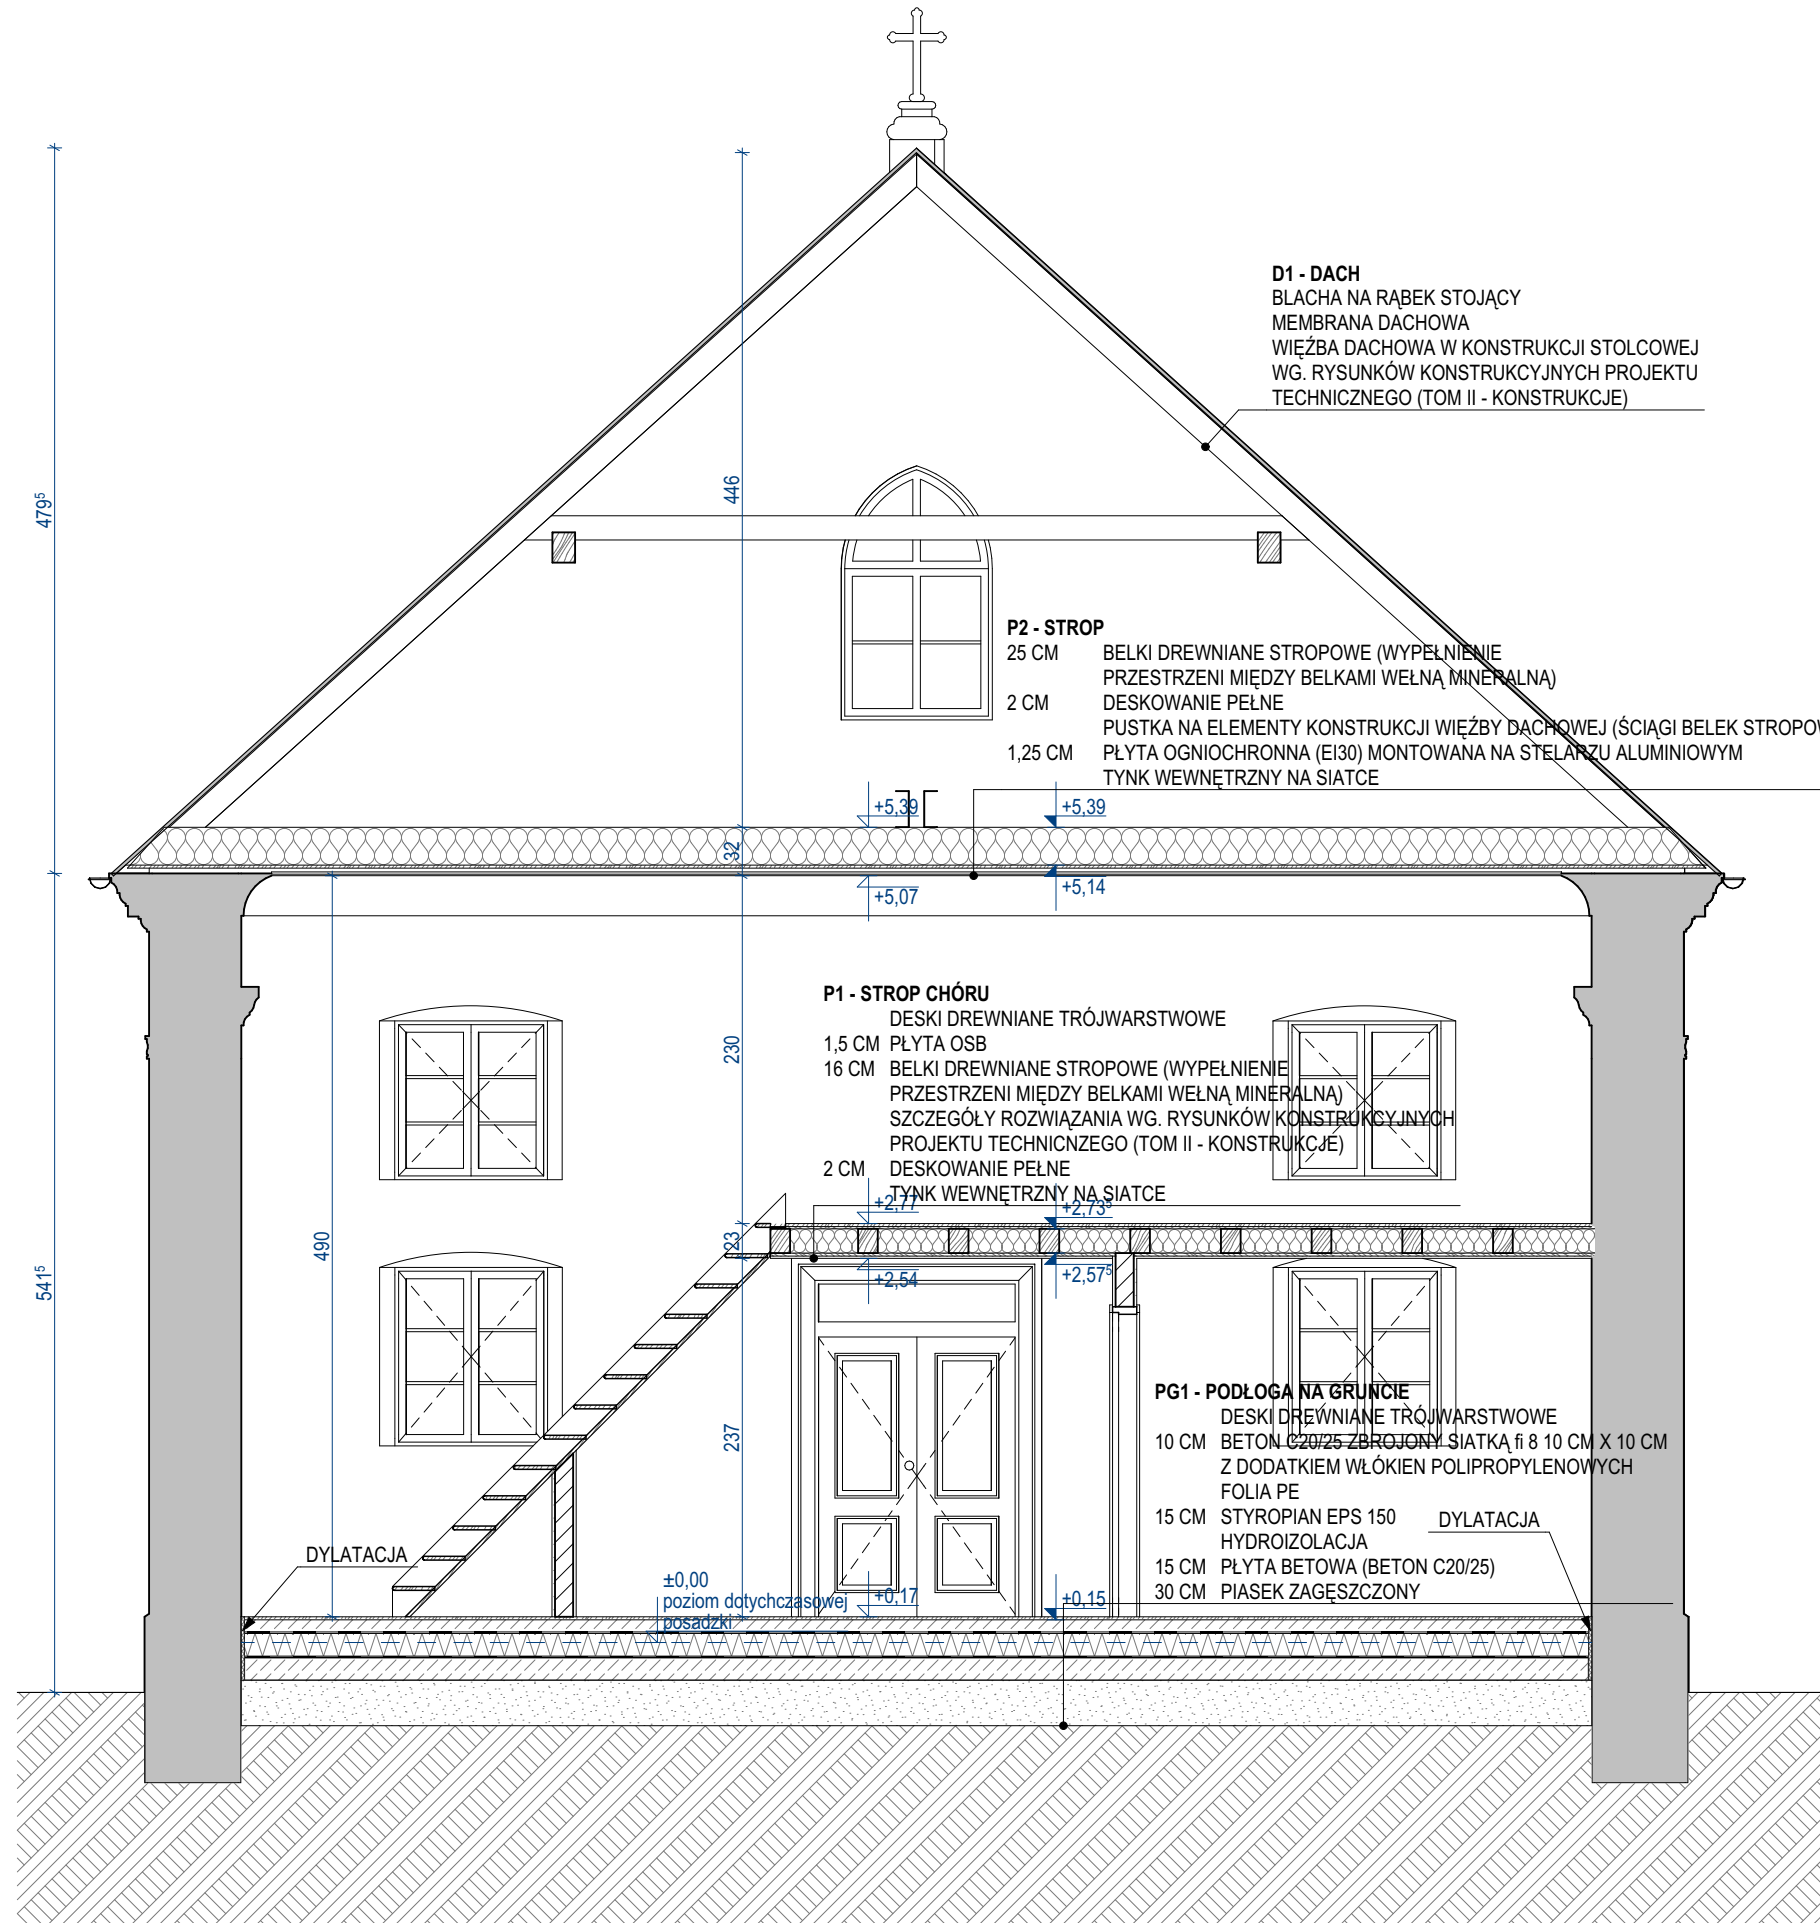 D1 - DACH
BLACHA NA RĄBEK STOJĄCY
MEMBRANA DACHOWA
WIĘŹBA DACHOWA W KONSTRUKCJI STOLCOWEJ
WG. RYSUNKÓW KONSTRUKCYJNYCH PROJEKTU
TECHNICZNEGO (TOM II - KONSTRUKCJE)
479⁵
446
P2 - STROP
25 CM BELKI DREWNIANE STROPOWE (WYPEŁNIENIE
PRZESTRZENI MIĘDZY BELKAMI WEŁNĄ MINERALNĄ)
2 CM DESKOWANIE PEŁNE
PUSTKA NA ELEMENTY KONSTRUKCJI WIĘŹBY DACHOWEJ (ŚCIĄGI BELEK STROPOW
1,25 CM PŁYTA OGNIOCHRONNA (EI30) MONTOWANA NA STELARZU ALUMINIOWYM
TYNK WEWNĘTRZNY NA SIATCE
+5,39 +5,39
32
+5,07 +5,14
P1 - STROP CHÓRU
DESKI DREWNIANE TRÓJWARSTWOWE
1,5 CM PŁYTA OSB
16 CM BELKI DREWNIANE STROPOWE (WYPEŁNIENIE
PRZESTRZENI MIĘDZY BELKAMI WEŁNĄ MINERALNĄ)
SZCZEGÓŁY ROZWIĄZANIA WG. RYSUNKÓW KONSTRUKCYJNYCH
PROJEKTU TECHNICNZEGO (TOM II - KONSTRUKCJE)
2 CM DESKOWANIE PEŁNE
TYNK WEWNĘTRZNY NA SIATCE
230
+2,77 +2,73⁵
490
23
+2,54 +2,57⁵
541⁵
237
PG1 - PODŁOGA NA GRUNCIE
DESKI DREWNIANE TRÓJWARSTWOWE
10 CM BETON C20/25 ZBROJONY SIATKĄ fi 8 10 CM X 10 CM
Z DODATKIEM WŁÓKIEN POLIPROPYLENOWYCH
FOLIA PE
15 CM STYROPIAN EPS 150
HYDROIZOLACJA
15 CM PŁYTA BETOWA (BETON C20/25)
30 CM PIASEK ZAGĘSZCZONY
DYLATACJA
DYLATACJA
±0,00
poziom dotychczasowej
posadzki
+0,17 +0,15